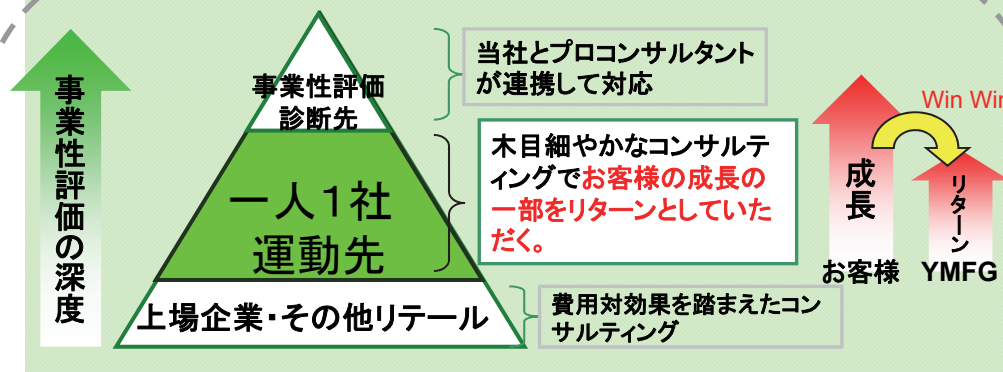 事業性評価の深度
事業性評価
診断先
一人1社
運動先
上場企業・その他リテール
当社とプロコンサルタント
が連携して対応
木目細やかなコンサルテ
ィングでお客様の成長の
一部をリターンとしていた
だく。
費用対効果を踏まえたコン
サルティング
Win Win
成長
リターン
お客様
YMFG